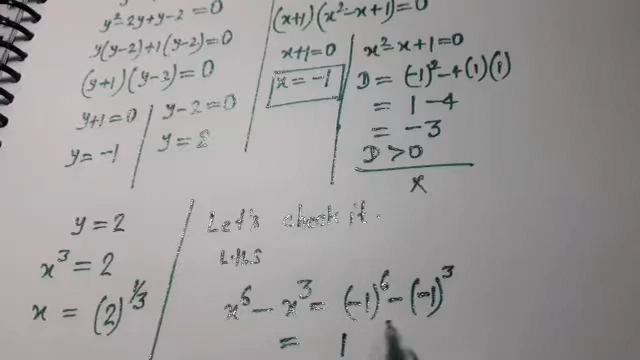 y² - 2y + y - 2 = 0
y(y-2) + 1(y-2) = 0
(y+1)(y-2) = 0
y+1 = 0
y = -1
y-2 = 0
y = 2
(x+1)(x²-x+1) = 0
x+1 = 0
x = -1
x² - x + 1 = 0
D = (-1)² - 4(1)(1)
= 1 - 4
= -3
D > 0
x
y = 2
x³ = 2
x = (2)^1/3
Let's check it.
LHS
x⁶ - x³ = (-1)⁶ - (-1)³
= 1